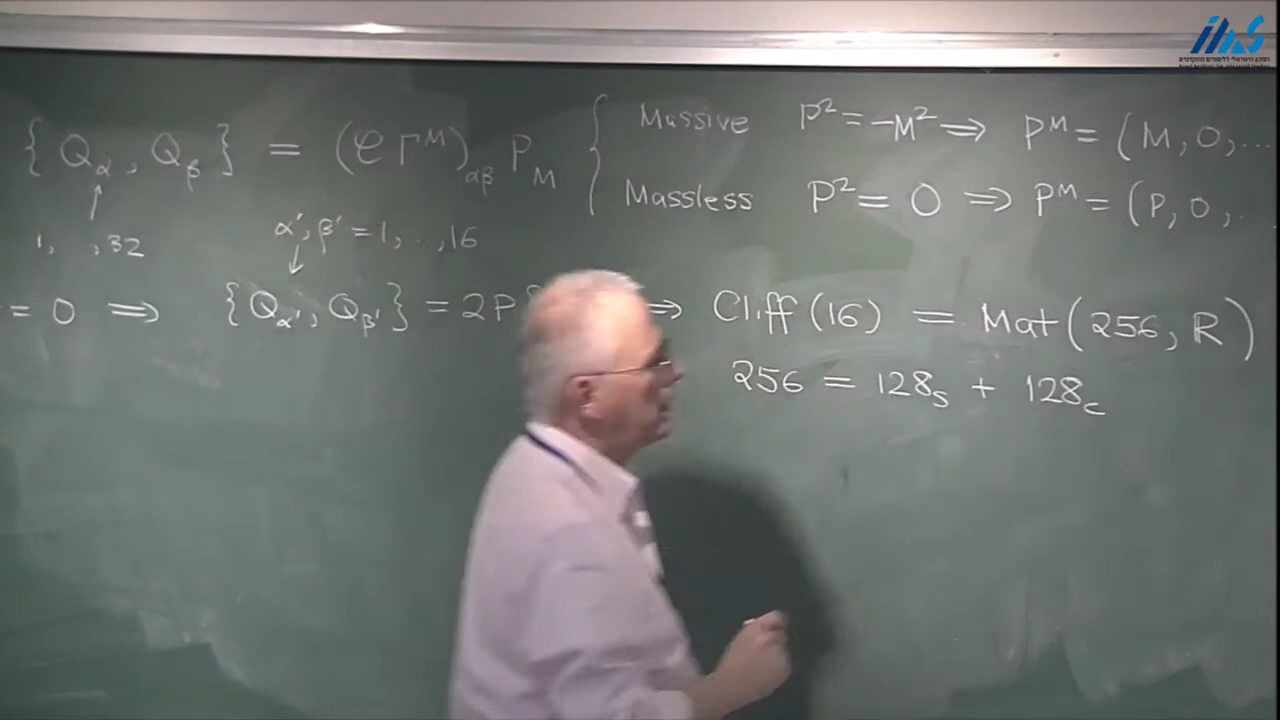 {Q_α, Q_β} = (𝒞Γ^M)_αβ P_M { Massive P² = -M² ⇒ P^M = (M, 0, ...
Massless P² = 0 ⇒ P^M = (P, 0, .
1, , ,32
α', β' = 1, ..., 16
= 0 ⇒ {Q_α', Q_β'} = 2P ⇒ Cliff(16) = Mat(256, R)
256 = 128_s + 128_c